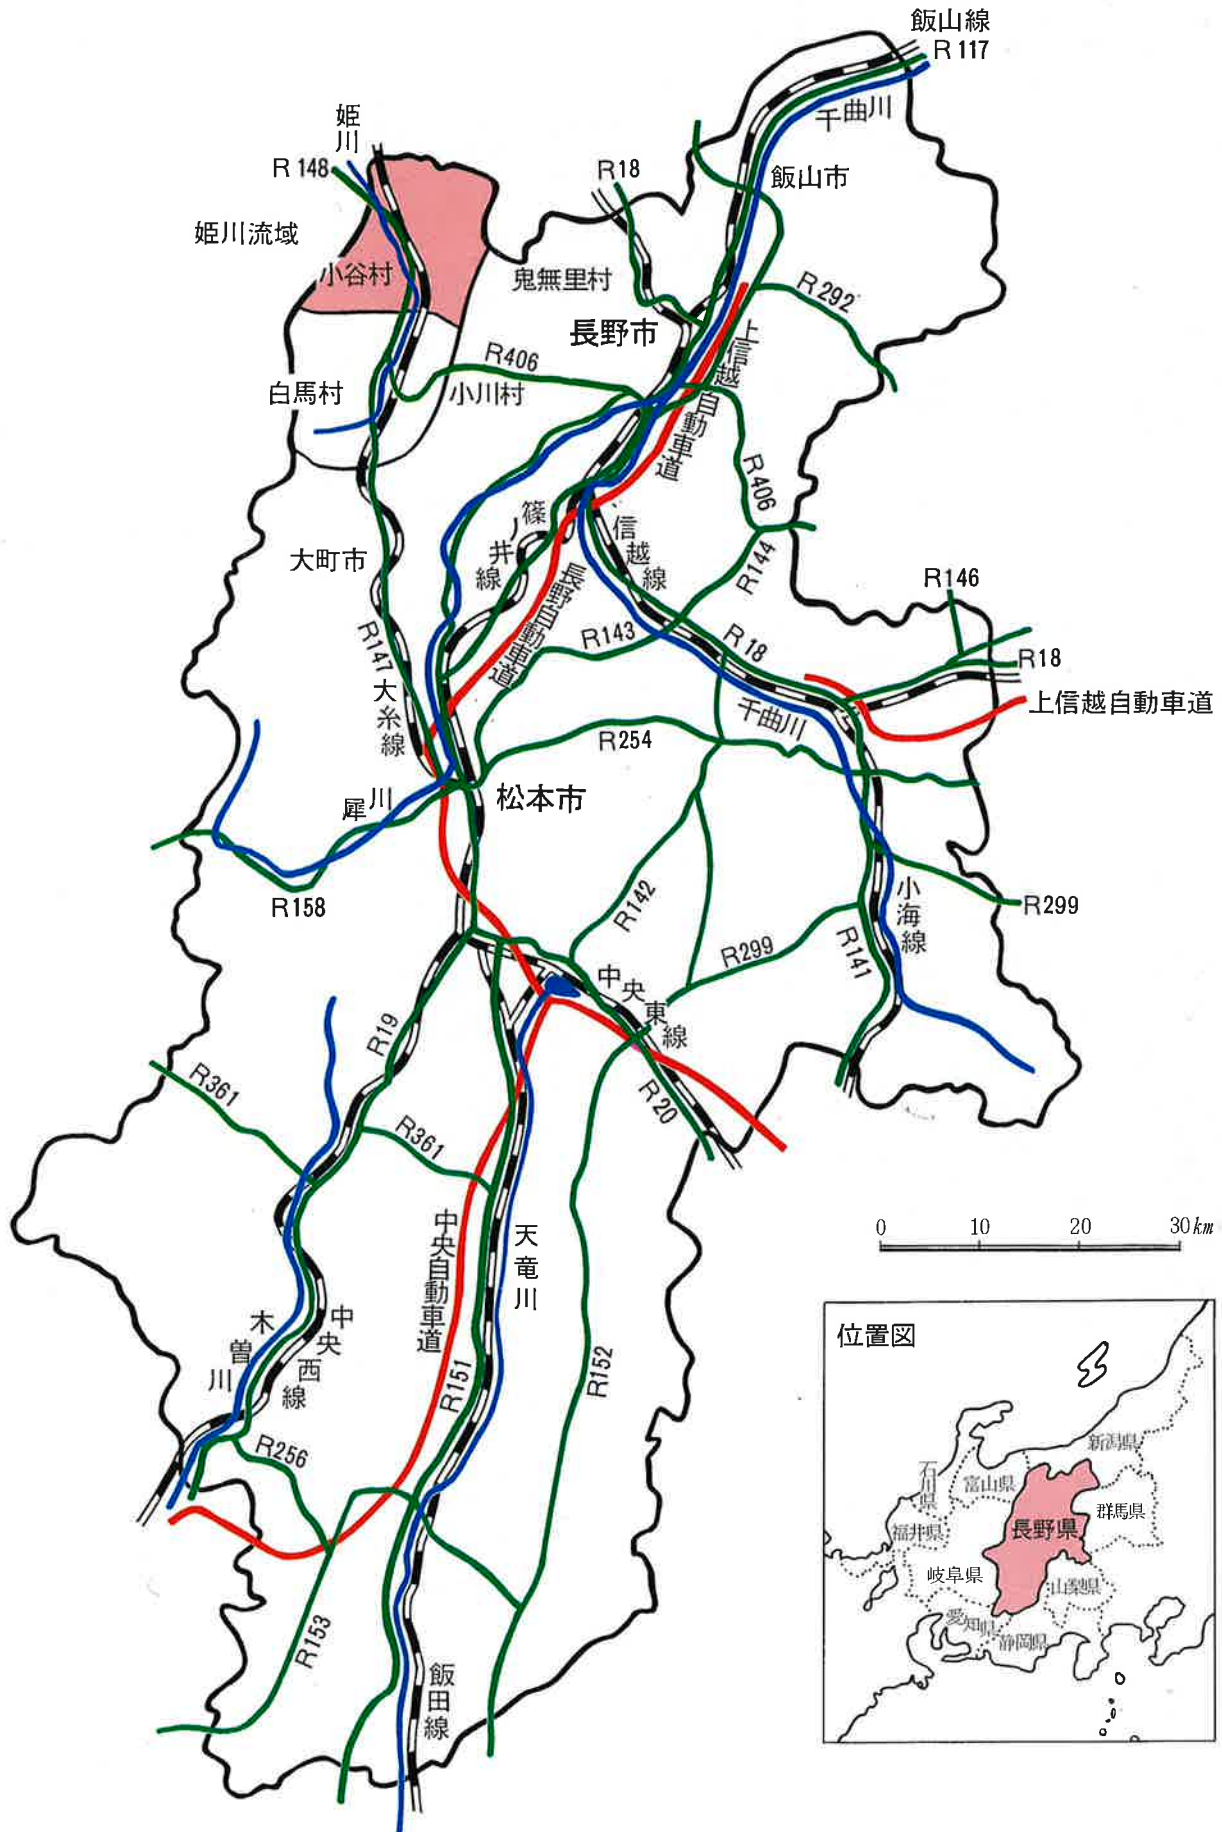 飯山線
R 117
千曲川
姫川
R 148
R18
飯山市
姫川流域
小谷村
鬼無里村
R 292
長野市
上信越自動車道
R406
白馬村
小川村
R406
篠ノ井線
信越線
大町市
R144
長野自動車道
R146
R143
R 18
R147
R18
大糸線
上信越自動車道
千曲川
R254
犀川
松本市
R158
R142
小海線
R299
R299
R141
中央東線
R19
R361
R 20
R361
中央自動車道
天竜川
0 10 20 30km
木曽川
中央西線
R151
R152
R256
R153
飯田線
位置図
新潟県
石川県
富山県
群馬県
福井県
長野県
岐阜県
山梨県
愛知県
静岡県